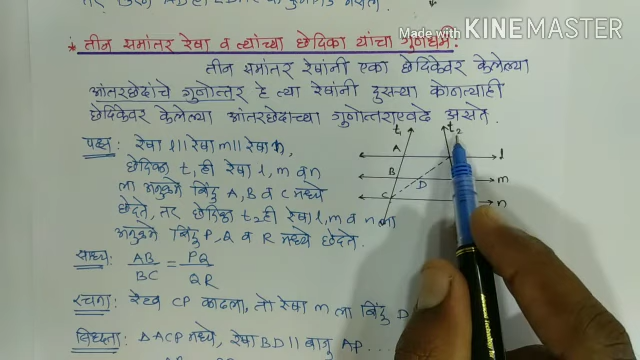 Made with KINEMASTER
* तीन समांतर रेषा व त्यांच्या छेदिका यांचा गुणधर्म.
तीन समांतर रेषांनी एका छेदिकेवर केलेल्या
आंतरछेदांचे गुणोत्तर हे त्या रेषांनी दुसऱ्या कोणत्याही
छेदिकेवर केलेल्या आंतरछेदाच्या गुणोत्तराएवढे असते.
पक्ष: रेषा l || रेषा m || रेषा n,
छेदिका t₁ ही रेषा l, m व n
ला अनुक्रमे बिंदू A, B व C मध्ये
छेदते, तर छेदिका t₂ ही रेषा l, m व n ला
अनुक्रमे बिंदू P, Q व R मध्ये छेदते.
t₁ t₂
A l
B D m
C n
साध्य: AB/BC = PQ/QR
रचना: रेख CP काढला, तो रेषा m ला बिंदू D
सिद्धता: △ACP मध्ये, रेषा BD || बाजू AP ...